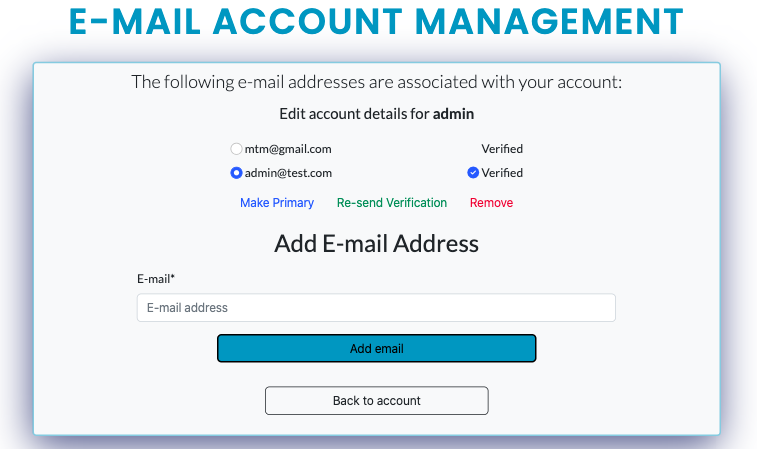 E-MAIL ACCOUNT MANAGEMENT
The following e-mail addresses are associated with your account:
Edit account details for admin
mtm@gmail.com Verified
admin@test.com Verified
Make Primary Re-send Verification Remove
Add E-mail Address
E-mail*
E-mail address
Add email
Back to account